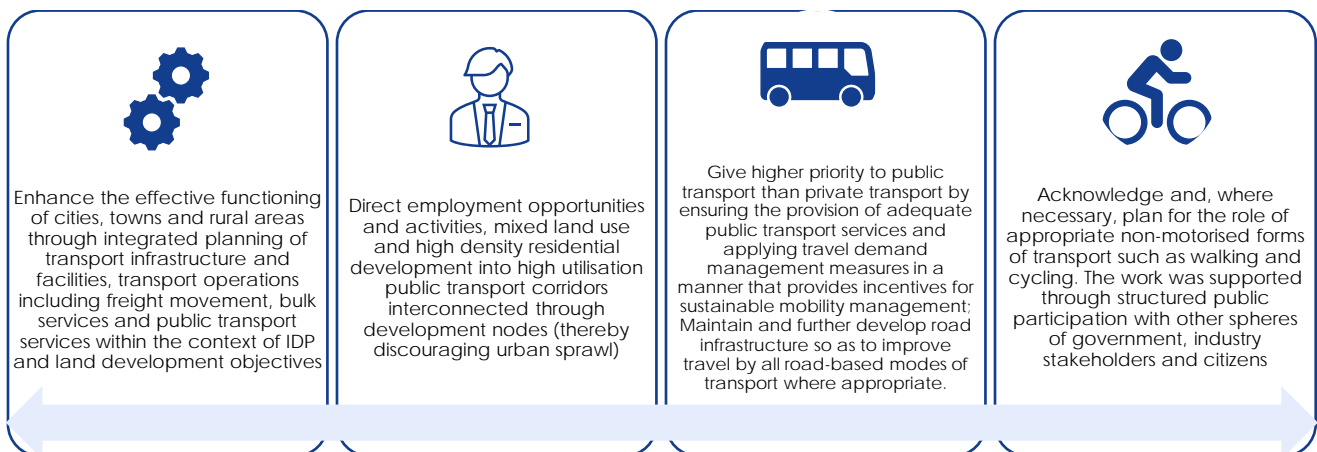 Enhance the effective functioning
of cities, towns and rural areas
through integrated planning of
transport infrastructure and
facilities, transport operations
including freight movement, bulk
services and public transport
services within the context of IDP
and land development objectives
Direct employment opportunities
and activities, mixed land use
and high density residential
development into high utilisation
public transport corridors
interconnected through
development nodes (thereby
discouraging urban sprawl)
Give higher priority to public
transport than private transport by
ensuring the provision of adequate
public transport services and
applying travel demand
management measures in a
manner that provides incentives for
sustainable mobility management;
Maintain and further develop road
infrastructure so as to improve
travel by all road-based modes of
transport where appropriate.
Acknowledge and, where
necessary, plan for the role of
appropriate non-motorised forms
of transport such as walking and
cycling. The work was supported
through structured public
participation with other spheres
of government, industry
stakeholders and citizens